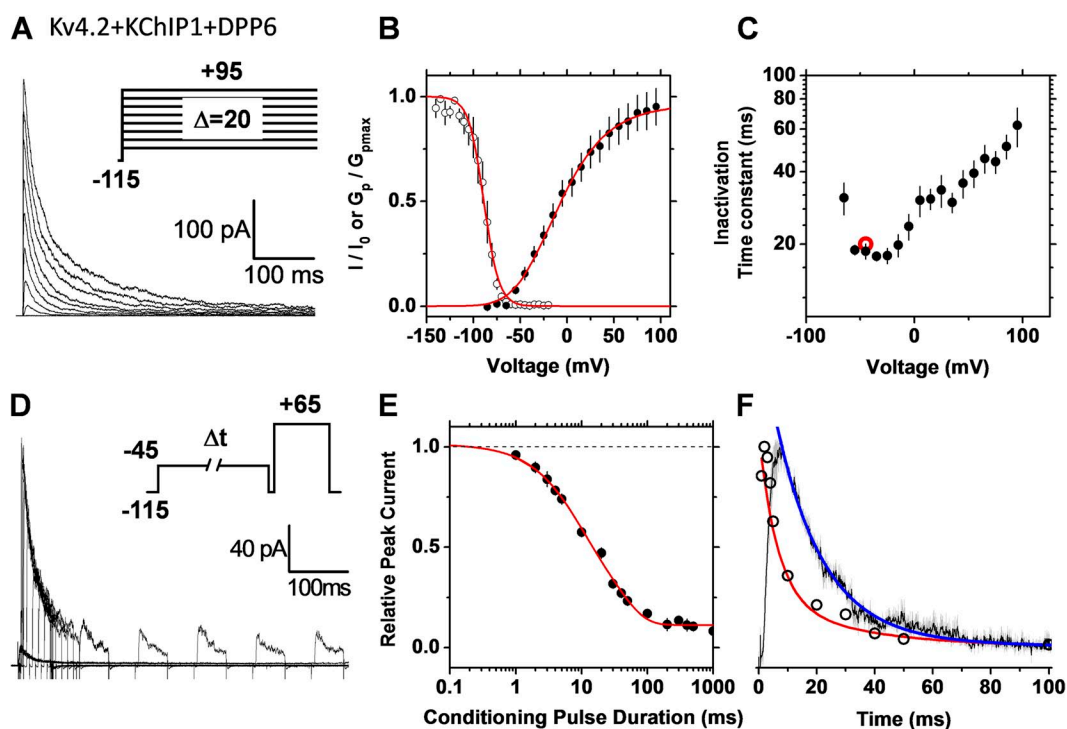 A Kv4.2+KChIP1+DPP6
+95
Δ=20
-115
100 pA
100 ms
B
I / I0 or Gp / Gpmax
1.0
0.5
0.0
-150 -100 -50 0 50 100
Voltage (mV)
C
Inactivation
Time constant (ms)
100
80
60
40
20
-100 0 100
Voltage (mV)
D
+65
-45 Δt
-115
40 pA
100ms
E
Relative Peak Current
1.0
0.5
0.0
0.1 1 10 100 1000
Conditioning Pulse Duration (ms)
F
0 20 40 60 80 100
Time (ms)